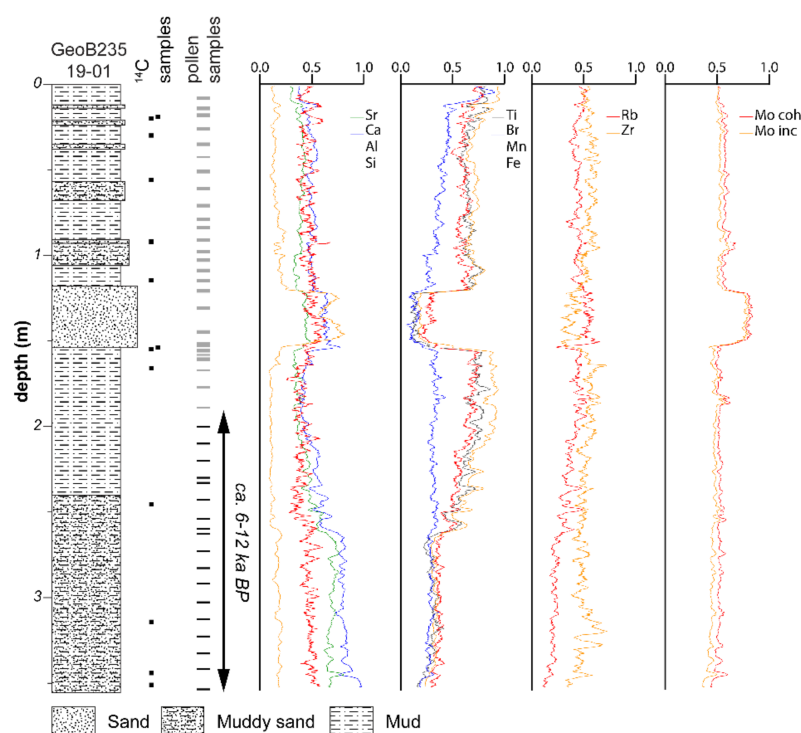 GeoB235
19-01
14C
samples
pollen
samples
0.0 0.5 1.0
0.0 0.5 1.0
0.0 0.5 1.0
0.0 0.5 1.0
Sr
Ca
Al
Si
Ti
Br
Mn
Fe
Rb
Zr
Mo coh
Mo inc
0
1
2
3
depth (m)
ca. 6-12 ka BP
Sand
Muddy sand
Mud